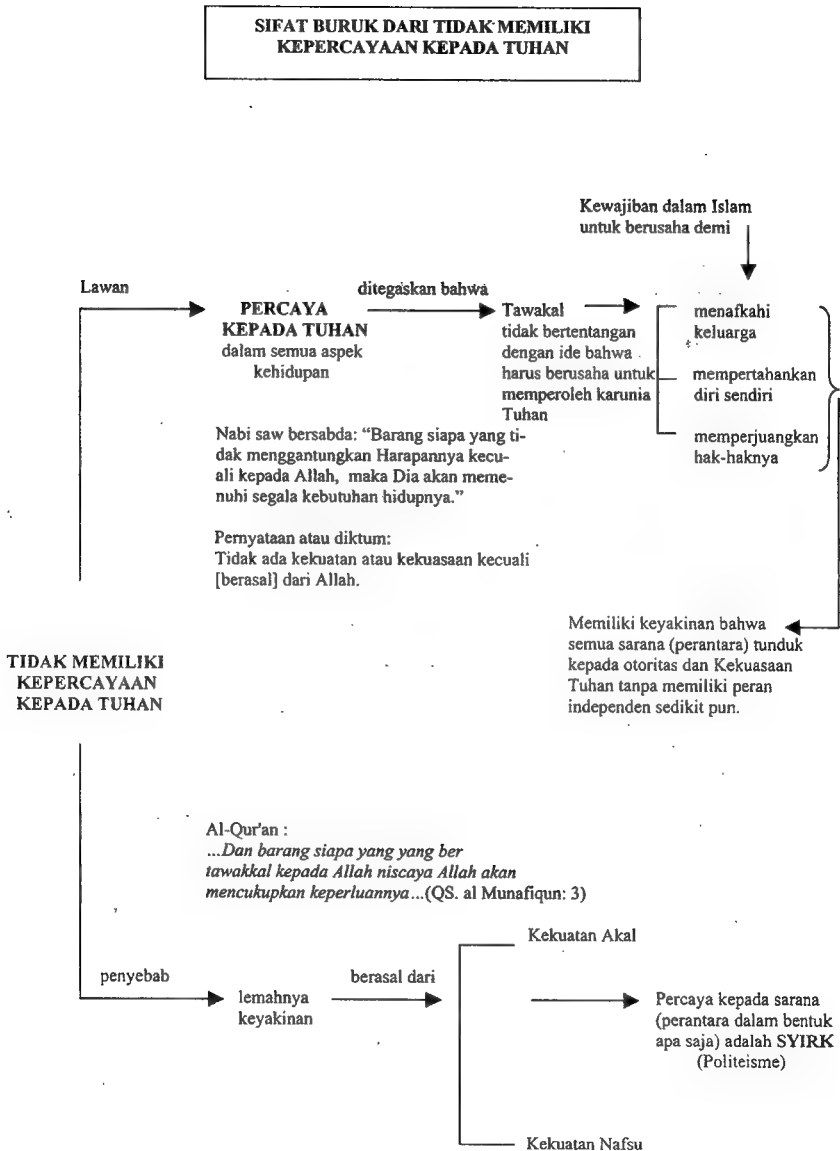 SIFAT BURUK DARI TIDAK MEMILIKI
KEPERCAYAAN KEPADA TUHAN
Kewajiban dalam Islam
untuk berusaha demi
Lawan
ditegaskan bahwa
PERCAYA
KEPADA TUHAN
dalam semua aspek
kehidupan
Tawakal
tidak bertentangan
dengan ide bahwa
harus berusaha untuk
memperoleh karunia
Tuhan
menafkahi
keluarga
mempertahankan
diri sendiri
memperjuangkan
hak-haknya
Nabi saw bersabda: “Barang siapa yang ti-
dak menggantungkan Harapannya kecu-
ali kepada Allah, maka Dia akan meme-
nuhi segala kebutuhan hidupnya.”
Pernyataan atau diktum:
Tidak ada kekuatan atau kekuasaan kecuali
[berasal] dari Allah.
Memiliki keyakinan bahwa
semua sarana (perantara) tunduk
kepada otoritas dan Kekuasaan
Tuhan tanpa memiliki peran
independen sedikit pun.
TIDAK MEMILIKI
KEPERCAYAAN
KEPADA TUHAN
Al-Qur'an :
...Dan barang siapa yang yang ber
tawakkal kepada Allah niscaya Allah akan
mencukupkan keperluannya...(QS. al Munafiqun: 3)
Kekuatan Akal
penyebab
lemahnya
keyakinan
berasal dari
Percaya kepada sarana
(perantara dalam bentuk
apa saja) adalah SYIRK
(Politeisme)
Kekuatan Nafsu